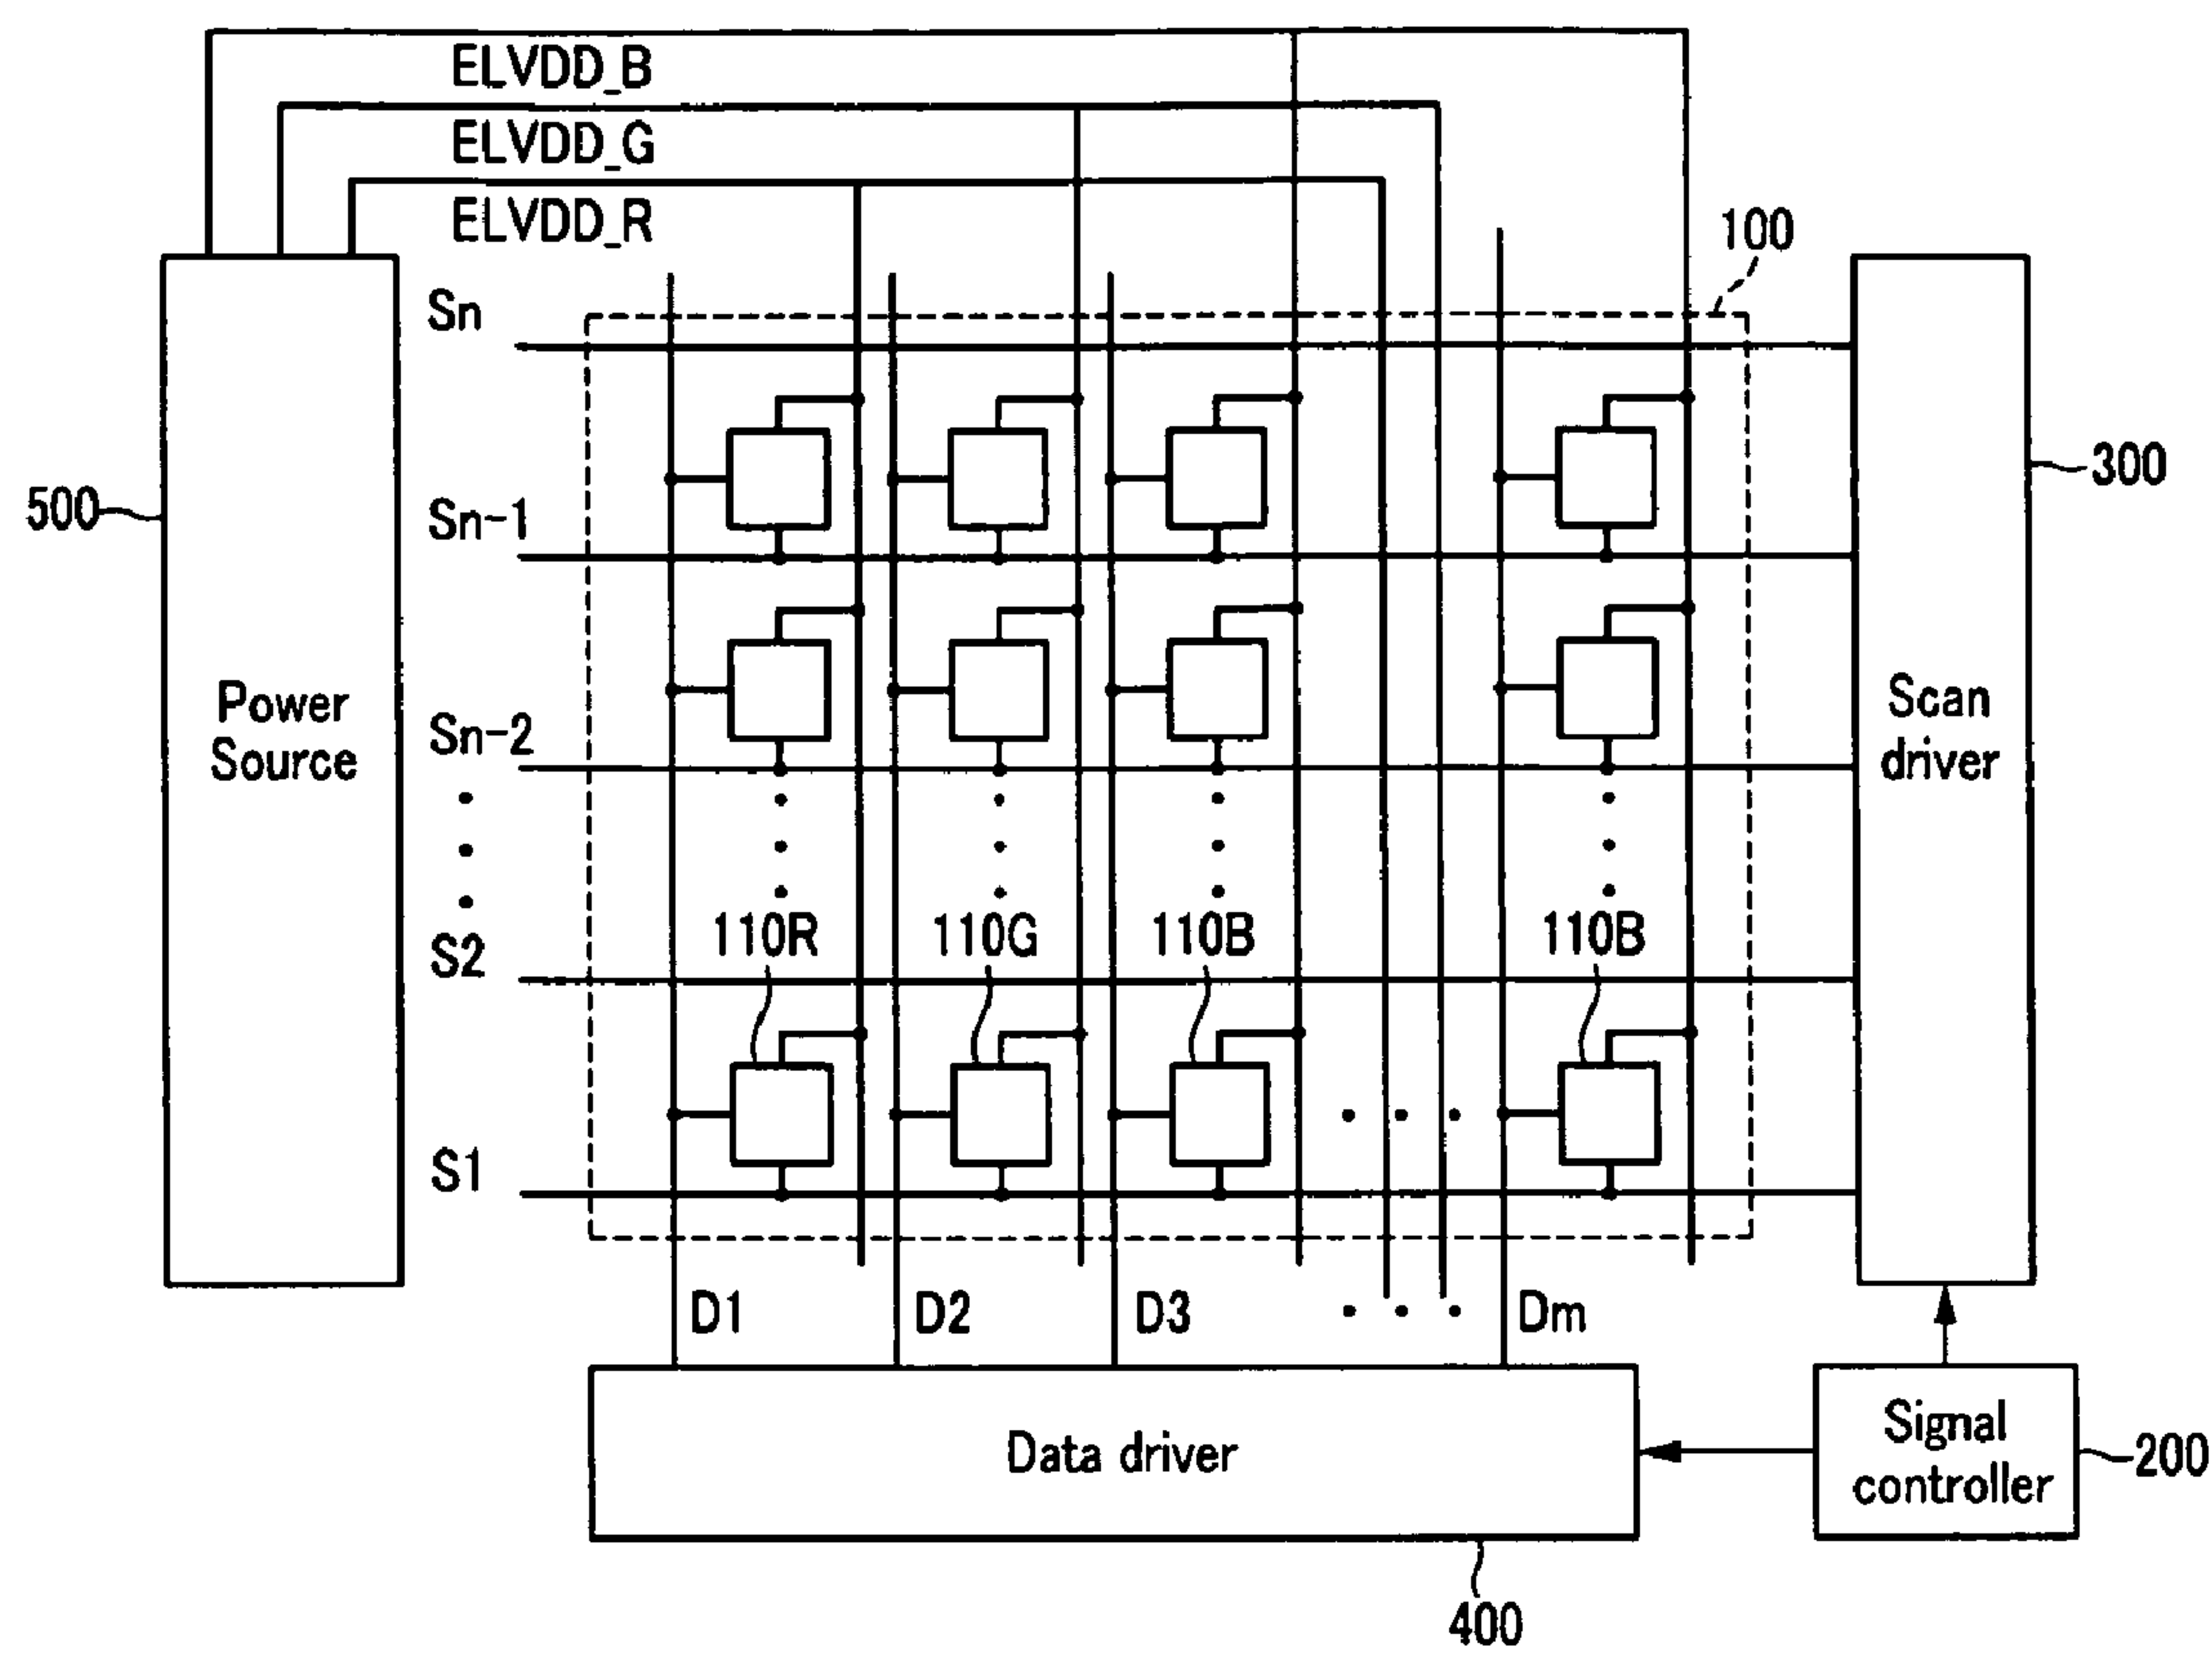 ELVDD_B
ELVDD_G
ELVDD_R
100
Sn
300
500
Sn-1
Power
Source
Scan
driver
Sn-2
110R
110G
110B
110B
S2
S1
D1
D2
D3
Dm
Data driver
Signal
controller
200
400